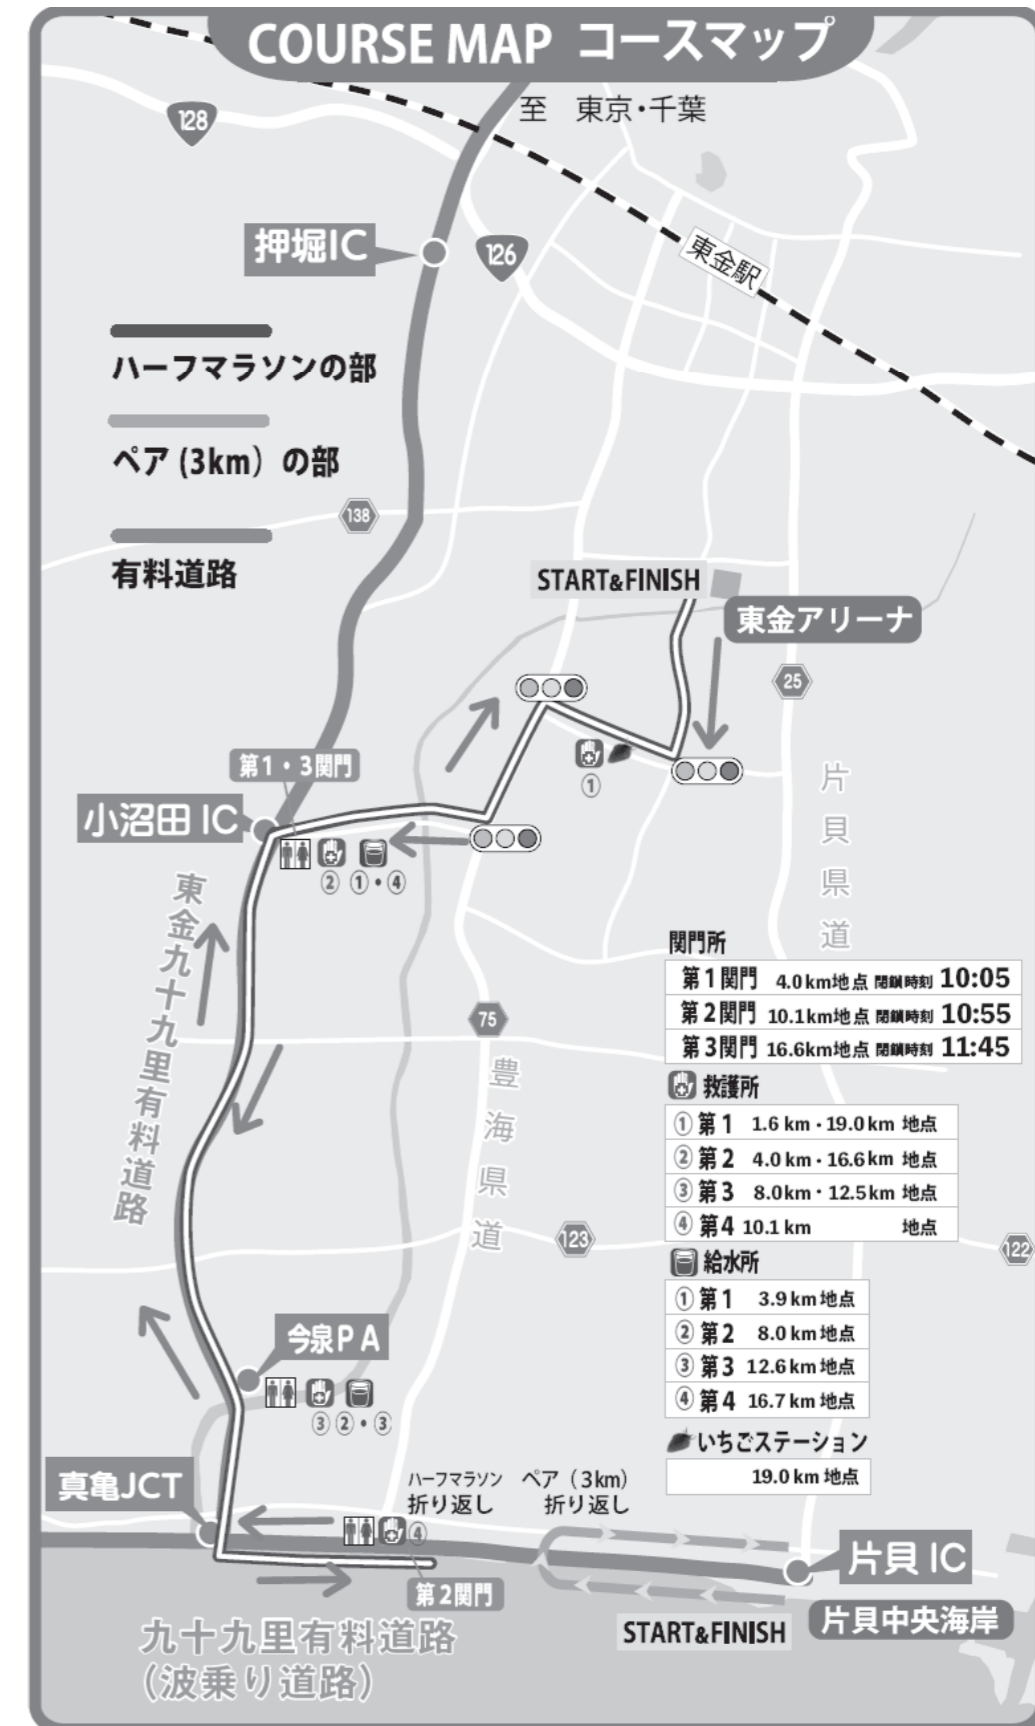 COURSE MAP コースマップ
至 東京・千葉
128
押堀IC
126
東金駅
ハーフマラソンの部
ペア (3km) の部
138
有料道路
START&FINISH
東金アリーナ
25
第1・3関門
①
小沼田 IC
② ①・④
片貝県道
東金九十九里有料道路
75
豊海県道
関門所
第1関門 4.0km地点 閉鎖時刻 10:05
第2関門 10.1km地点 閉鎖時刻 10:55
第3関門 16.6km地点 閉鎖時刻 11:45
救護所
①第1 1.6 km・19.0km 地点
②第2 4.0 km・16.6km 地点
③第3 8.0km・12.5km 地点
④第4 10.1 km 地点
123
122
給水所
①第1 3.9km地点
②第2 8.0km地点
③第3 12.6km地点
④第4 16.7km地点
いちごステーション
19.0km地点
今泉PA
③ ②・③
真亀JCT
ハーフマラソン
折り返し
ペア (3km)
折り返し
④
片貝 IC
第2関門
START&FINISH
片貝中央海岸
九十九里有料道路
(波乗り道路)